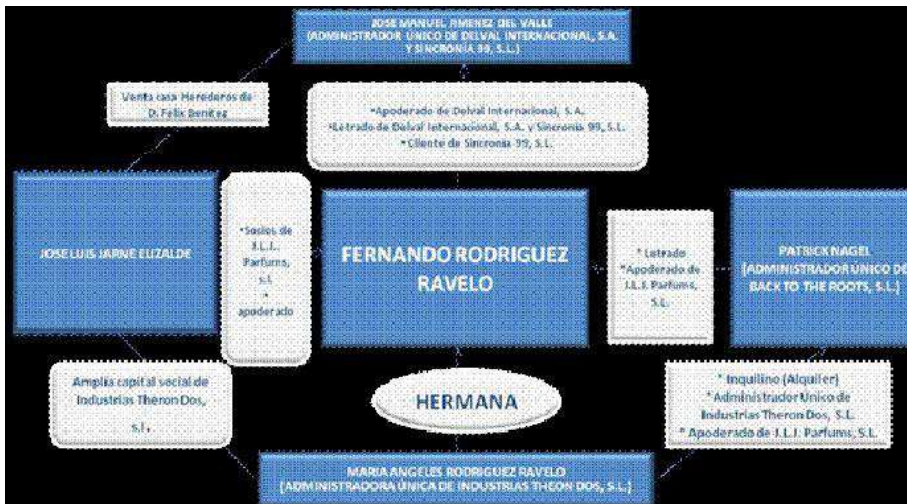 JOSE MANUEL JIMENEZ DEL VALLE
(ADMINISTRADOR UNICO DE DELVAL INTERNACIONAL, S.A.
Y SINCRONIA 99, S.L.)
Venta casa Herederos de
D. Felix Benitez
•Apoderado de Delval Internacional, S.A.
•Letrado de Delval Internacional, S.A. y Sincronia 99, S.L.
• Cliente de Sincronia 99, S.L.
JOSE LUIS JARNE ELIZALDE
•Socios de
J.L.J.
Parfums,
S.L
•
apoderado
FERNANDO RODRIGUEZ
RAVELO
* Letrado
*Apoderado de
J.L.J. Parfums,
S.L.
PATRICK NAGEL
(ADMINISTRADOR UNICO DE
BACK TO THE ROOTS, S.L.)
Amplia capital social de
Industrias Theron Dos,
S.L.
HERMANA
* Inquilino (Alquiler)
* Administrador Unico de
Industrias Theron Dos, S.L.
* Apoderado de J.L.J. Parfums, S.L.
MARIA ANGELES RODRIGUEZ RAVELO
(ADMINISTRADORA ÚNICA DE INDUSTRIAS THEON DOS, S.L.)